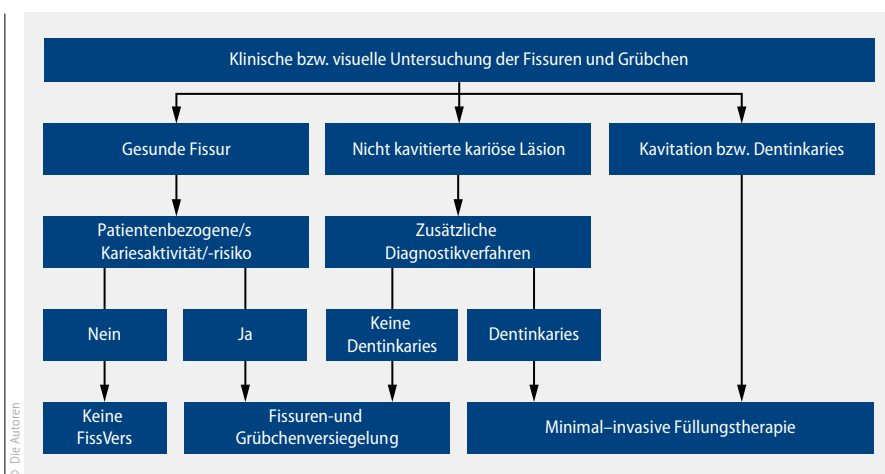 Klinische bzw. visuelle Untersuchung der Fissuren und Grübchen
Gesunde Fissur
Nicht kavitierte kariöse Läsion
Kavitation bzw. Dentinkaries
Patientenbezogene/s
Kariesaktivität/-risiko
Zusätzliche
Diagnostikverfahren
Nein
Ja
Keine
Dentinkaries
Dentinkaries
Keine
FissVers
Fissuren-und
Grübchenversiegelung
Minimal–invasive Füllungstherapie
© Die Autoren